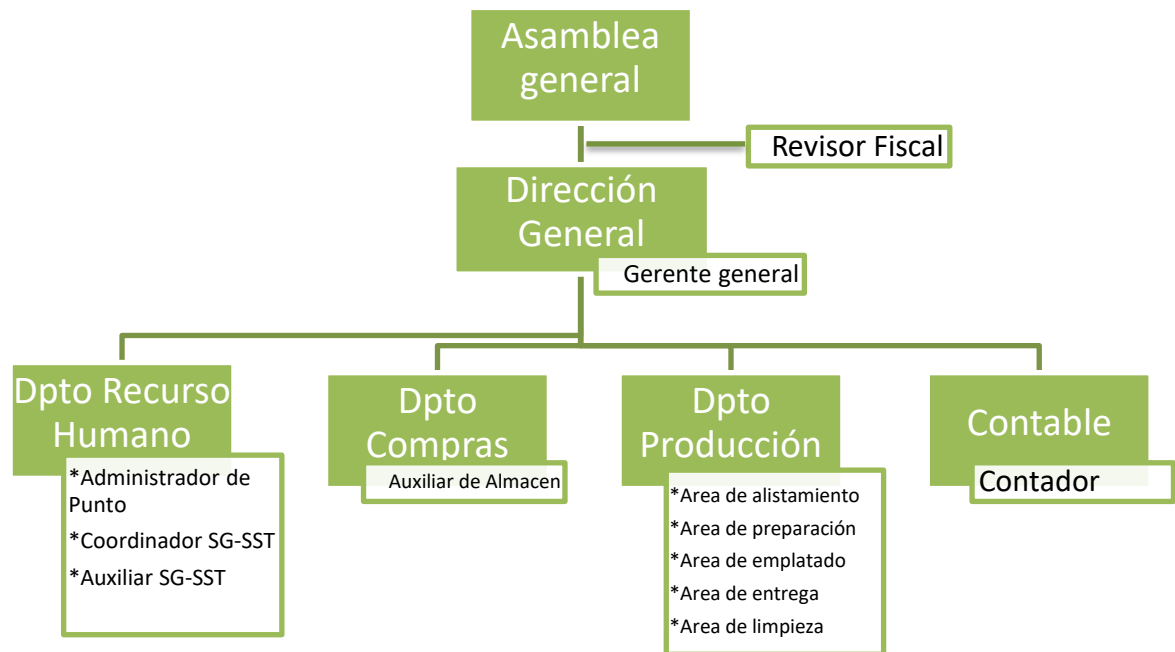 Asamblea
general
Revisor Fiscal
Dirección
General
Gerente general
Dpto Recurso
Humano
*Administrador de
Punto
*Coordinador SG-SST
*Auxiliar SG-SST
Dpto
Compras
Auxiliar de Almacen
Dpto
Producción
*Area de alistamiento
*Area de preparación
*Area de emplatado
*Area de entrega
*Area de limpieza
Contable
Contador